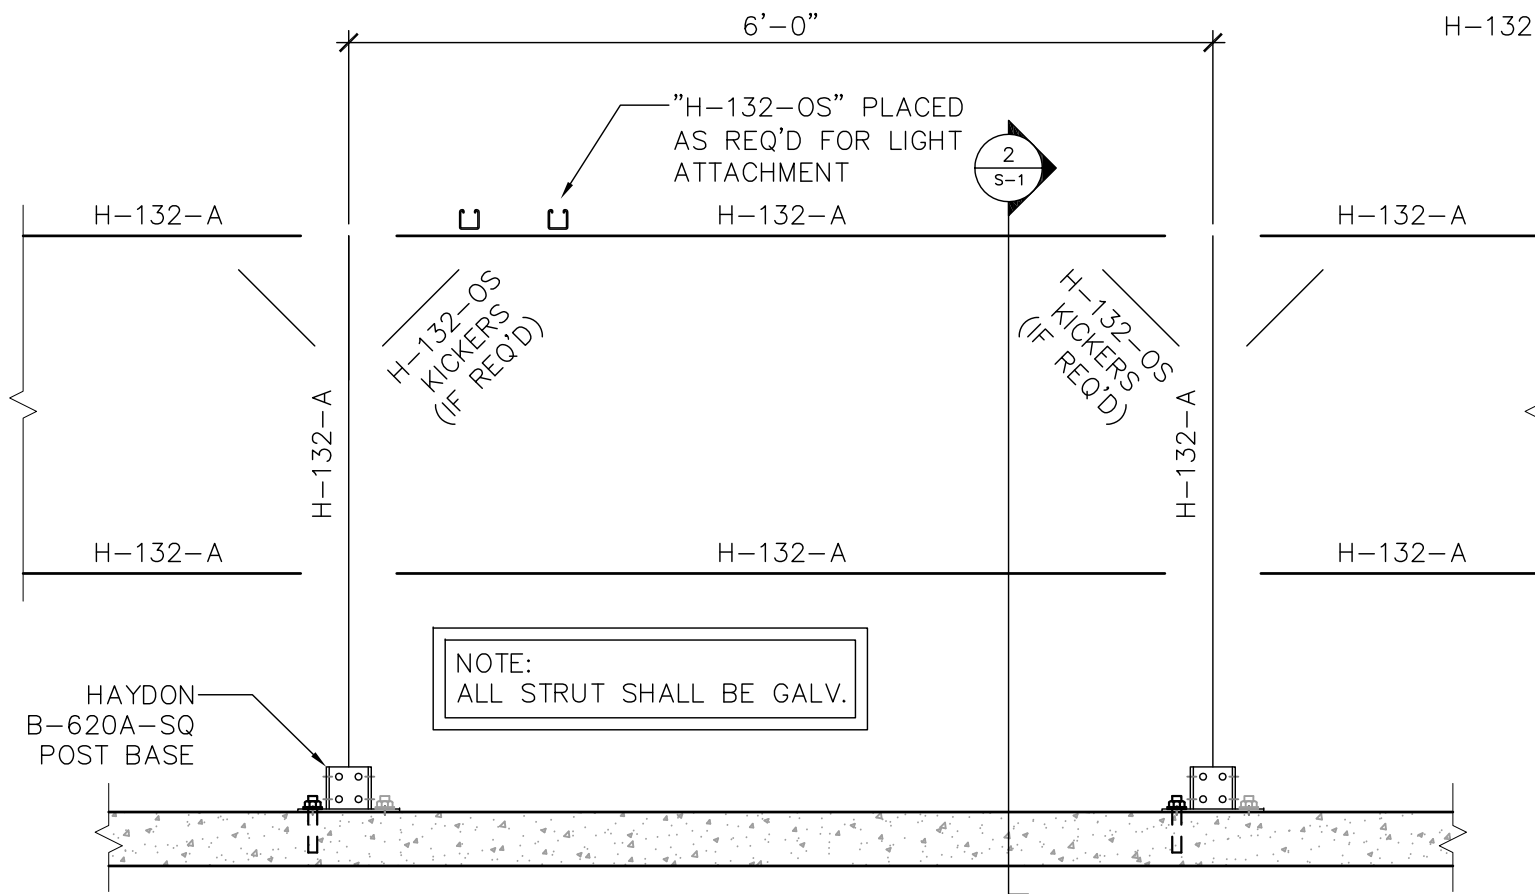 6'-0"
H-132
"H-132-OS" PLACED
AS REQ'D FOR LIGHT
ATTACHMENT
2
S-1
H-132-A
H-132-A
H-132-A
H-132-OS
KICKERS
(IF REQ'D)
H-132-OS
KICKERS
(IF REQ'D)
H-132-A
H-132-A
H-132-A
H-132-A
H-132-A
NOTE:
ALL STRUT SHALL BE GALV.
HAYDON
B-620A-SQ
POST BASE